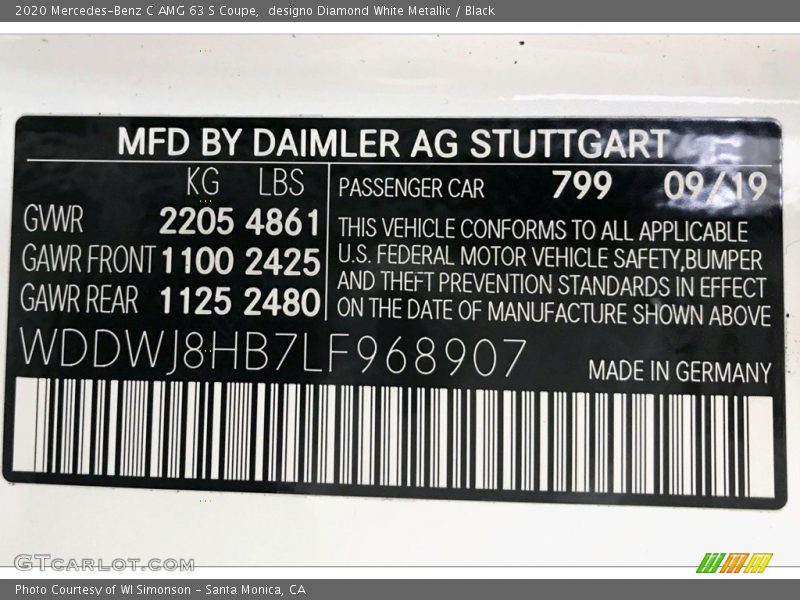 2020 Mercedes-Benz C AMG 63 S Coupe,  designo Diamond White Metallic / Black
MFD BY DAIMLER AG STUTTGART
KG LBS
GVWR 2205 4861
GAWR FRONT 1100 2425
GAWR REAR 1125 2480
PASSENGER CAR 799 09/19
THIS VEHICLE CONFORMS TO ALL APPLICABLE
U.S. FEDERAL MOTOR VEHICLE SAFETY,BUMPER
AND THEFT PREVENTION STANDARDS IN EFFECT
ON THE DATE OF MANUFACTURE SHOWN ABOVE
WDDWJ8HB7LF968907
MADE IN GERMANY
GTCARLOT.COM
Photo Courtesy of WI Simonson - Santa Monica, CA